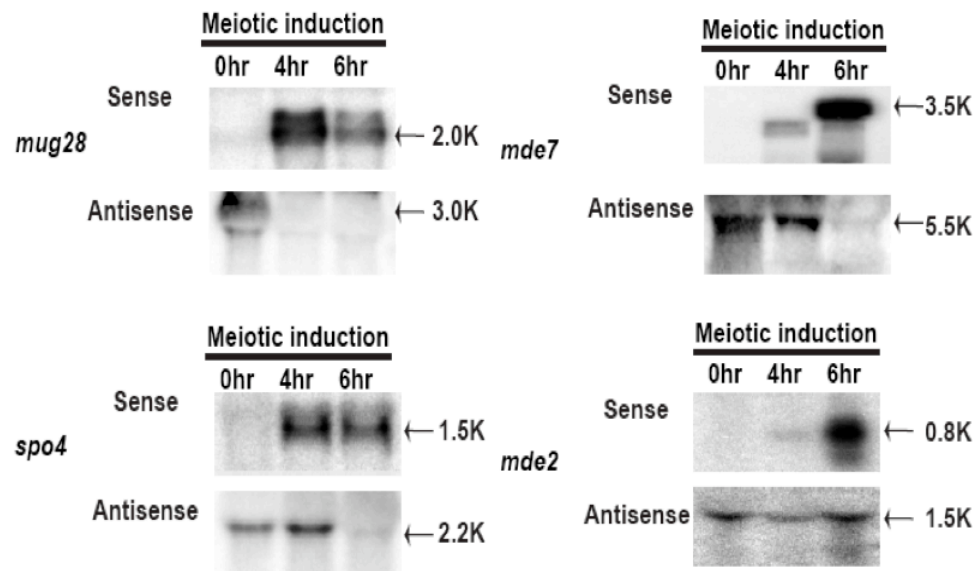 Meiotic induction
0hr 4hr 6hr
Sense
mug28
←2.0K
Antisense
←3.0K
Meiotic induction
0hr 4hr 6hr
Sense
mde7
←3.5K
Antisense
←5.5K
Meiotic induction
0hr 4hr 6hr
Sense
spo4
←1.5K
Antisense
←2.2K
Meiotic induction
0hr 4hr 6hr
Sense
mde2
←0.8K
Antisense
←1.5K